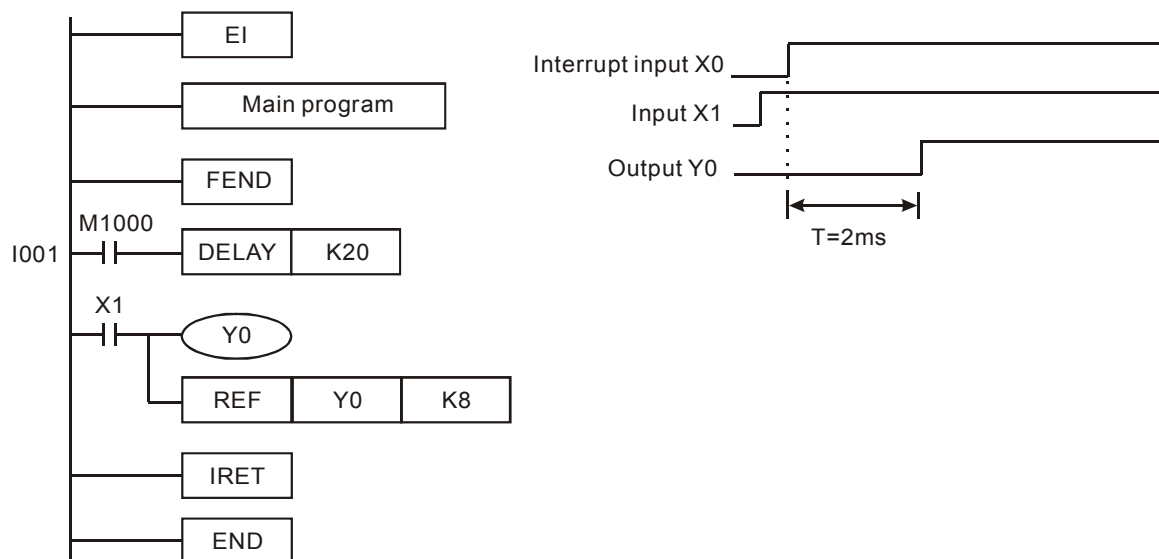 EI
Main program
FEND
M1000
I001
DELAY K20
X1
Y0
REF Y0 K8
IRET
END
Interrupt input X0
Input X1
Output Y0
T=2ms